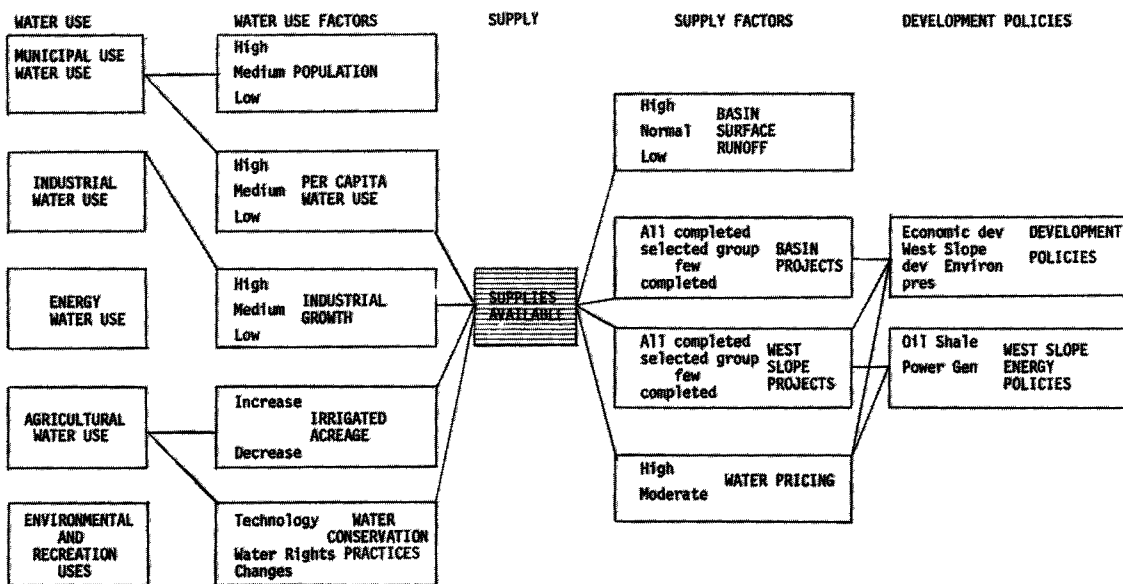 WATER USE
WATER USE FACTORS
SUPPLY
SUPPLY FACTORS
DEVELOPMENT POLICIES
MUNICIPAL USE
WATER USE
High
Medium POPULATION
Low
INDUSTRIAL
WATER USE
High
Medium
Low
PER CAPITA
WATER USE
ENERGY
WATER USE
High
Medium
Low
INDUSTRIAL
GROWTH
AGRICULTURAL
WATER USE
Increase
Decrease
IRRIGATED
ACREAGE
ENVIRONMENTAL
AND
RECREATION
USES
Technology WATER
CONSERVATION
Water Rights PRACTICES
Changes
SUPPLIES
AVAILABLE
High
Normal
Low
BASIN
SURFACE
RUNOFF
All completed
selected group
few
completed
BASIN
PROJECTS
All completed
selected group
few
completed
WEST
SLOPE
PROJECTS
High
Moderate
WATER PRICING
Economic dev
West Slope
dev Environ
pres
DEVELOPMENT
POLICIES
Oil Shale
Power Gen
WEST SLOPE
ENERGY
POLICIES